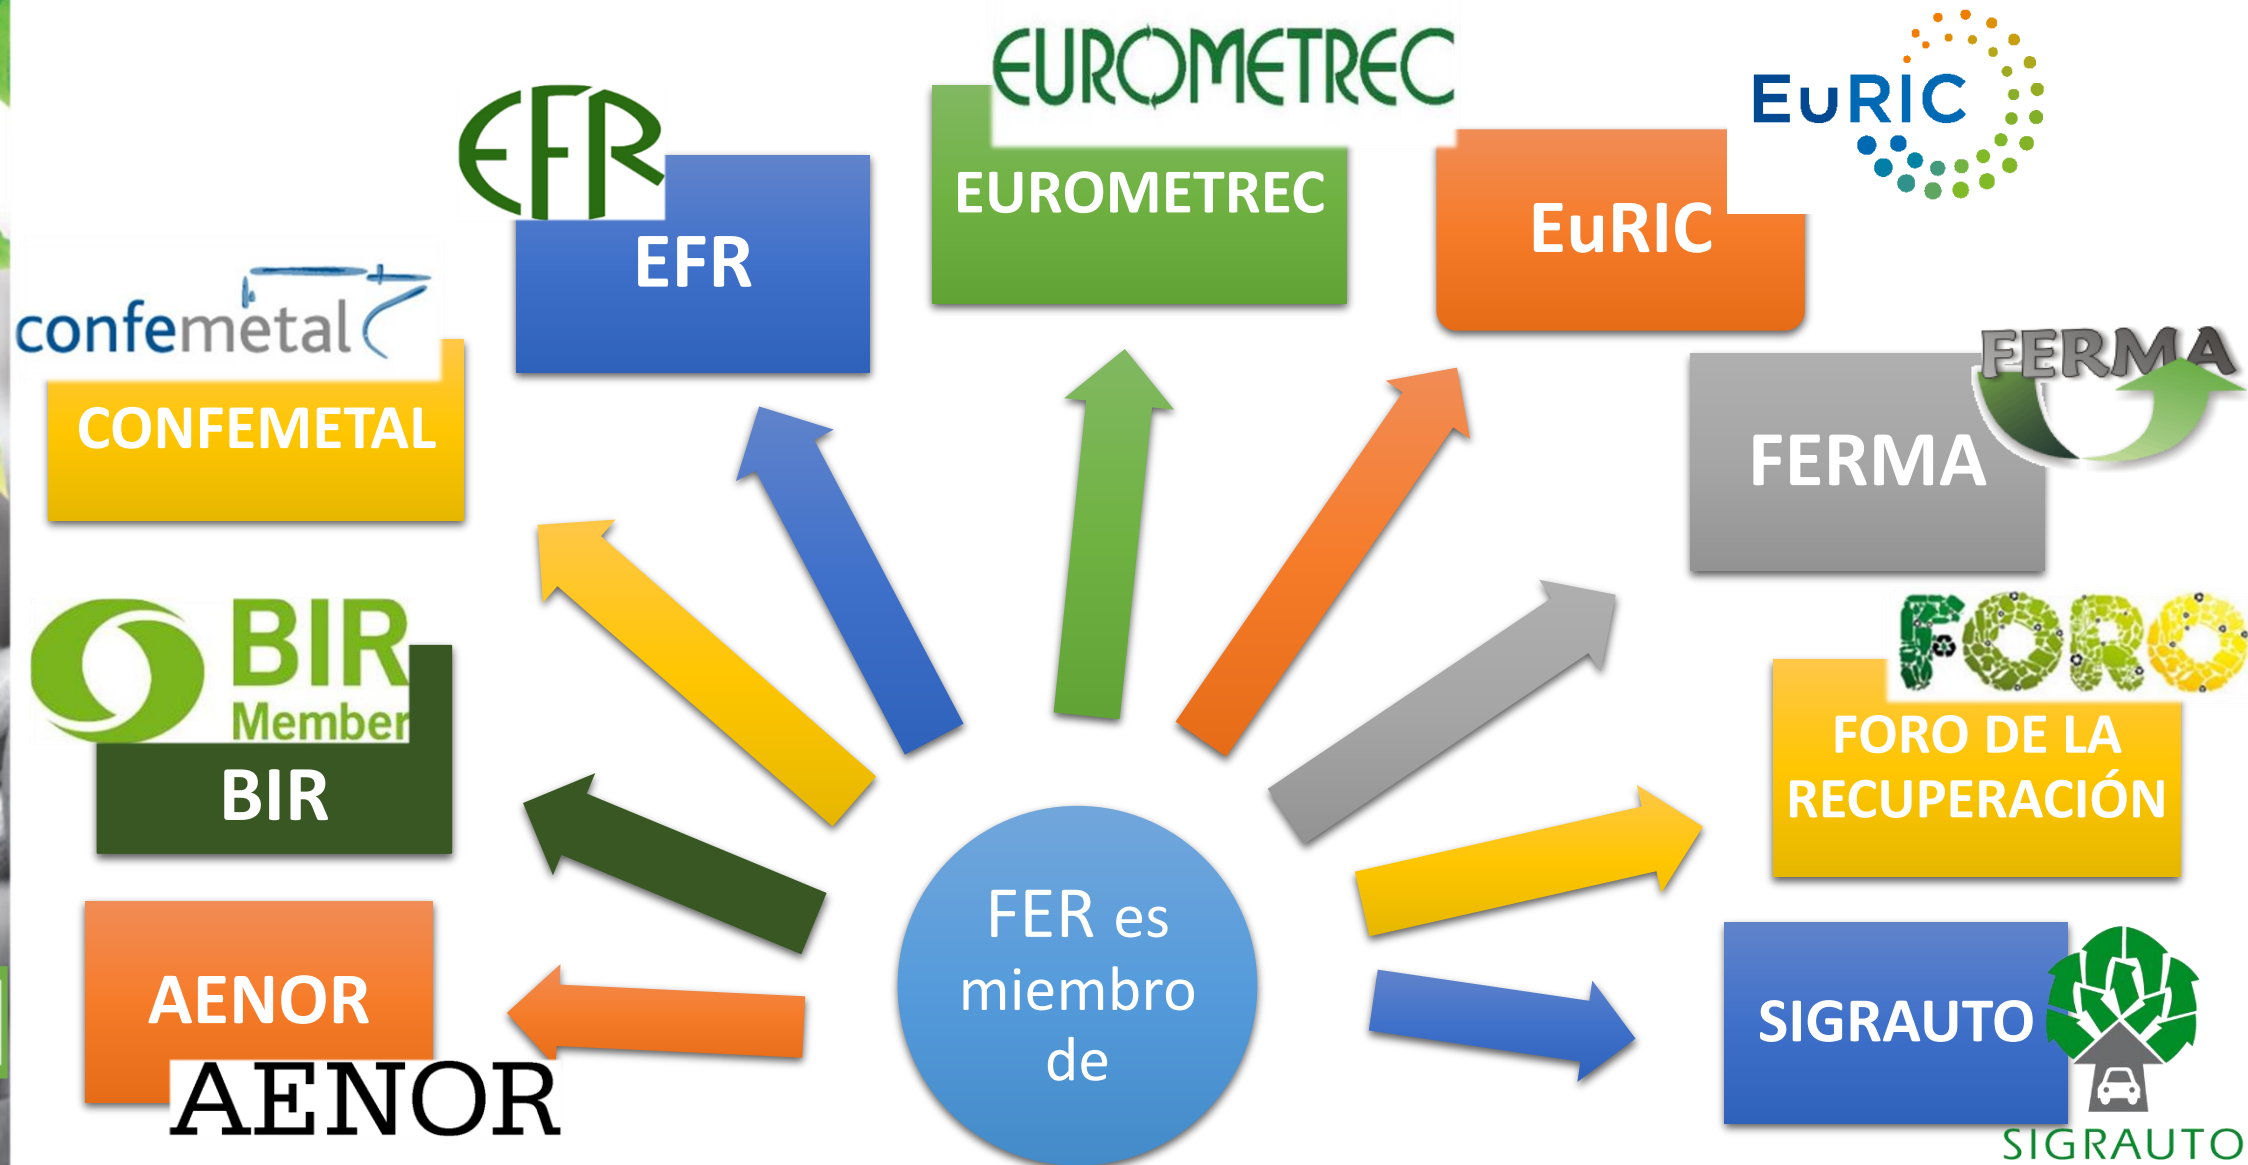 EUROMETREC
EuRIC
EFR
EUROMETREC
EuRIC
EFR
confemetal
FERMA
CONFEMETAL
FERMA
BIR
Member
FORO
FORO DE LA
RECUPERACIÓN
BIR
FER es
miembro
de
AENOR
AENOR
SIGRAUTO
SIGRAUTO